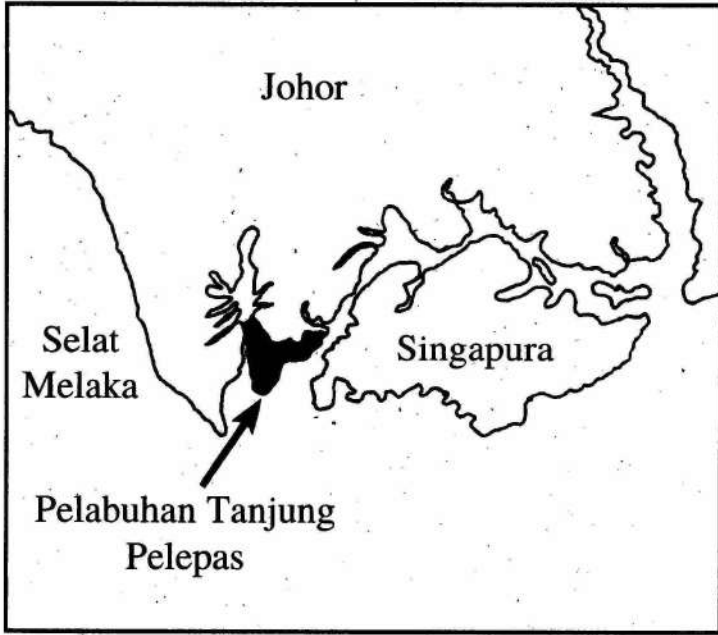 Johor
Selat
Melaka
Singapura
Pelabuhan Tanjung
Pelepas